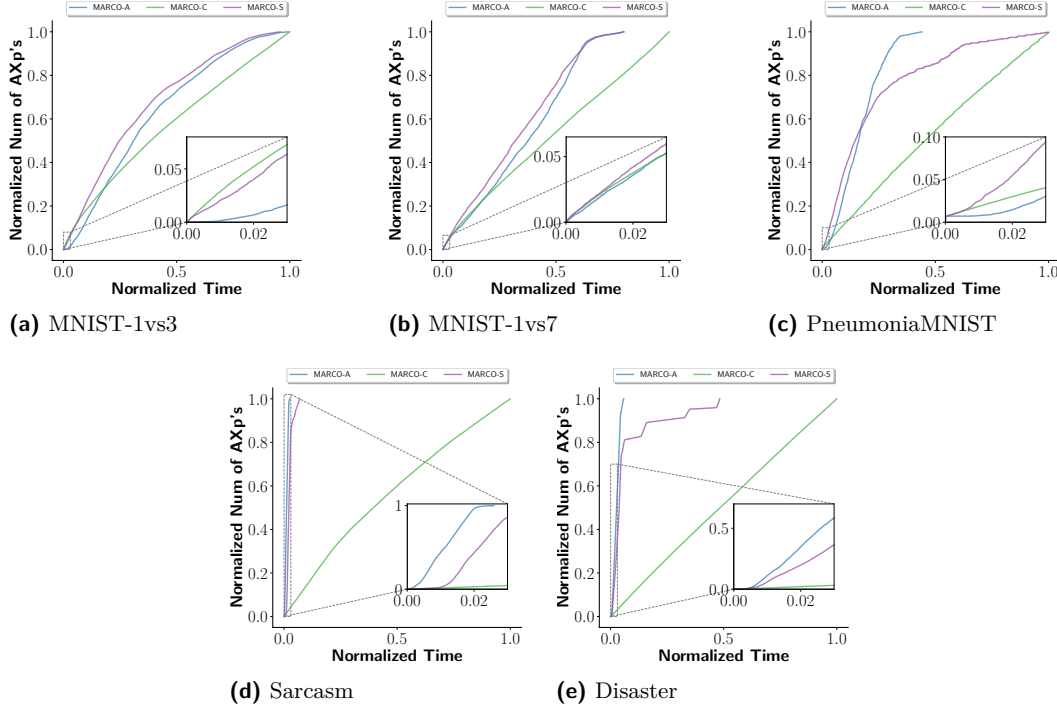 MARCO-A MARCO-C MARCO-S
Normalized Num of AXp's
1.0
0.8
0.6
0.4
0.2
0.0
0.05
0.00
0.00 0.02
0.0 0.5 1.0
Normalized Time
(a) MNIST-1vs3
MARCO-A MARCO-C MARCO-S
Normalized Num of AXp's
1.0
0.8
0.6
0.4
0.2
0.0
0.05
0.00
0.00 0.02
0.0 0.5 1.0
Normalized Time
(b) MNIST-1vs7
MARCO-A MARCO-C MARCO-S
Normalized Num of AXp's
1.0
0.8
0.6
0.4
0.2
0.0
0.10
0.05
0.00
0.00 0.02
0.0 0.5 1.0
Normalized Time
(c) PneumoniaMNIST
MARCO-A MARCO-C MARCO-S
Normalized Num of AXp's
1.0
0.8
0.6
0.4
0.2
0.0
1
0
0.00 0.02
0.0 0.5 1.0
Normalized Time
(d) Sarcasm
MARCO-A MARCO-C MARCO-S
Normalized Num of AXp's
1.0
0.8
0.6
0.4
0.2
0.0
0.5
0.0
0.00 0.02
0.0 0.5 1.0
Normalized Time
(e) Disaster